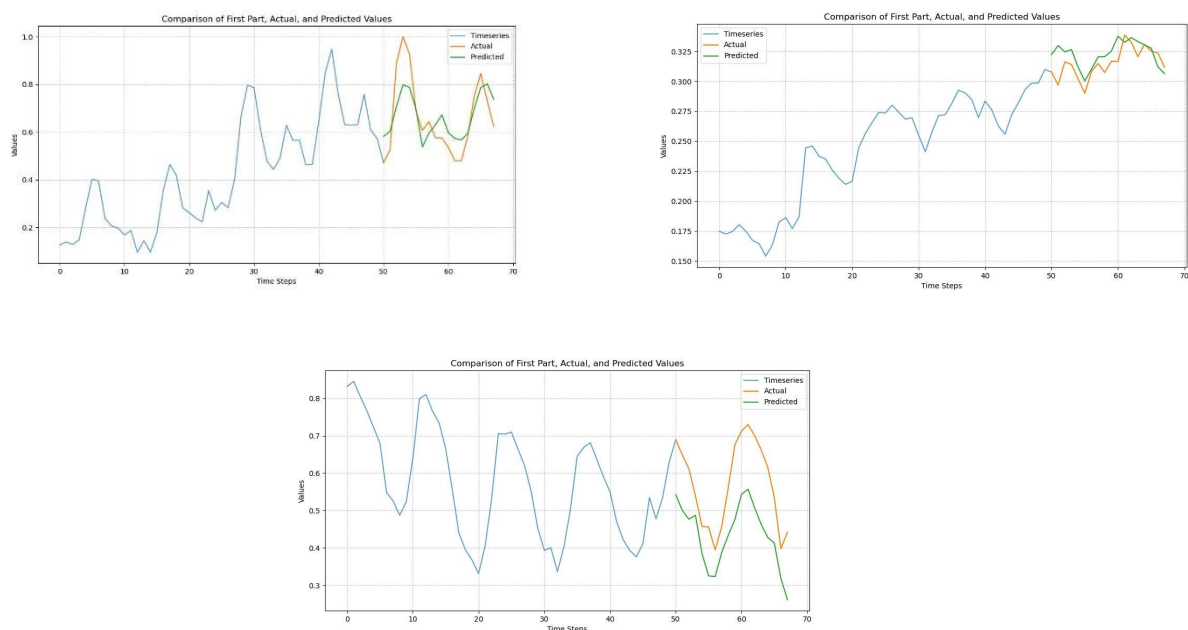 Comparison of First Part, Actual, and Predicted Values
Timeseries
Actual
Predicted
1.0
0.8
0.6
0.4
0.2
Values
0 10 20 30 40 50 60 70
Time Steps
Comparison of First Part, Actual, and Predicted Values
Timeseries
Actual
Predicted
0.325
0.300
0.275
0.250
0.225
0.200
0.175
0.150
Values
0 10 20 30 40 50 60 70
Time Steps
Comparison of First Part, Actual, and Predicted Values
Timeseries
Actual
Predicted
0.8
0.7
0.6
0.5
0.4
0.3
Values
0 10 20 30 40 50 60 70
Time Steps